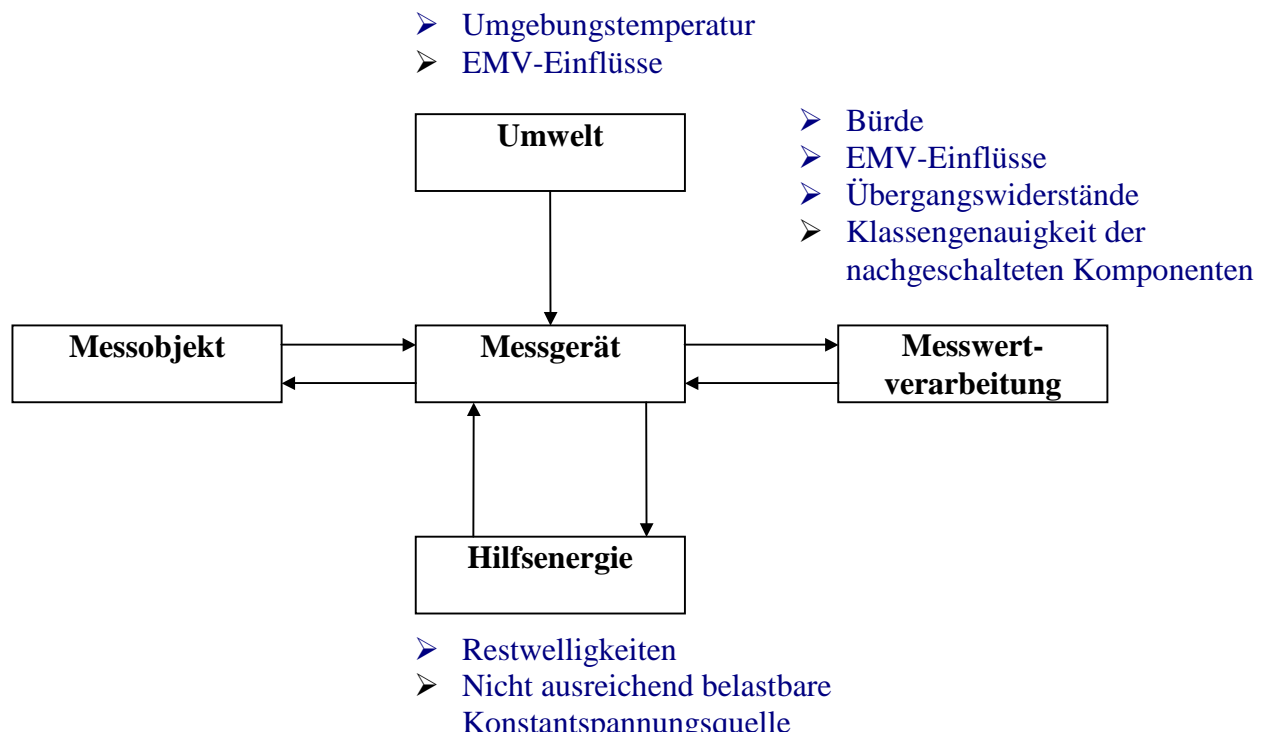 ➢ Umgebungstemperatur
➢ EMV-Einflüsse
Umwelt
➢ Bürde
➢ EMV-Einflüsse
➢ Übergangswiderstände
➢ Klassengenauigkeit der
nachgeschalteten Komponenten
Messobjekt
Messgerät
Messwert-
verarbeitung
Hilfsenergie
➢ Restwelligkeiten
➢ Nicht ausreichend belastbare
Konstantspannungsquelle